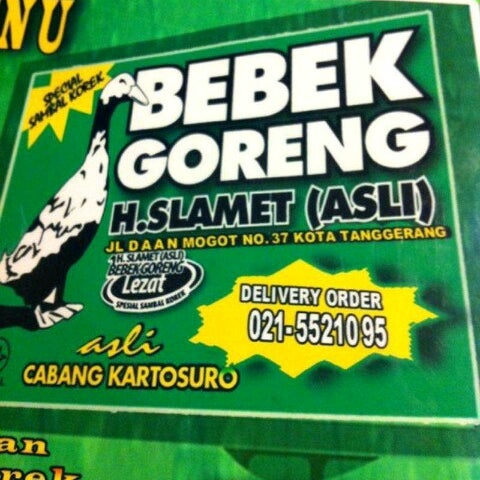 NU
SPECIAL
SAMBAL KOREK
BEBEK
GORENG
H.SLAMET (ASLI)
JL DAAN MOGOT NO.37 KOTA TANGGERANG
H. SLAMET (ASLI)
BEBEK GORENG
Lezat
SPESIAL SAMBAL KOREK
DELIVERY ORDER
021-5521095
asli
CABANG KARTOSURO
an
rek